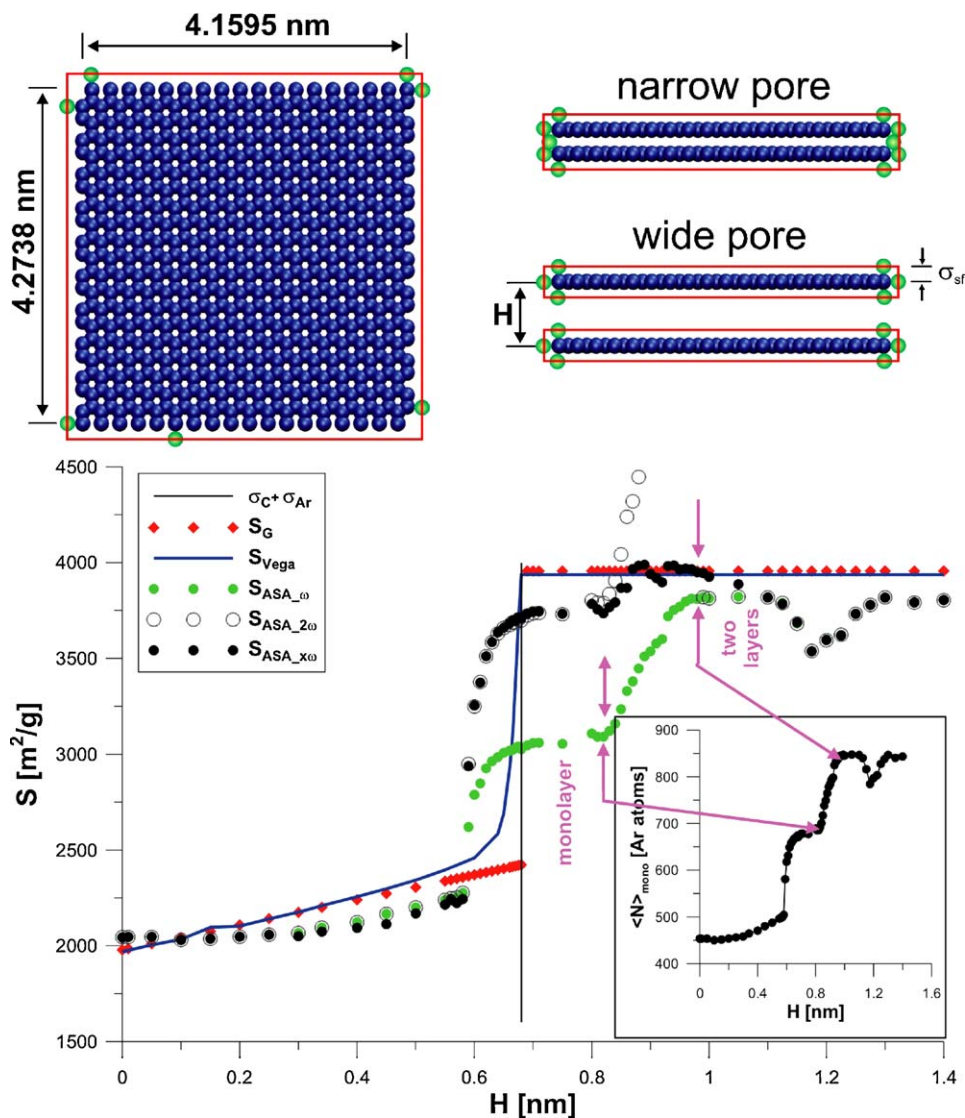 4.1595 nm
4.2738 nm
narrow pore
wide pore
H
σsf
S [m²/g]
4500
4000
3500
3000
2500
2000
1500
σC+ σAr
SG
SVega
SASA_ω
SASA_2ω
SASA_xω
monolayer
two
layers
<N>mono [Ar atoms]
900
800
700
600
500
400
0
0.4
0.8
1.2
1.6
H [nm]
0
0.2
0.4
0.6
0.8
1
1.2
1.4
H [nm]